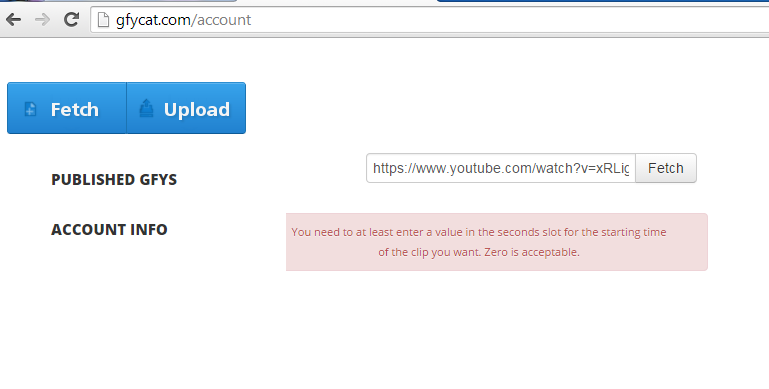 gfycat.com/account
Fetch
Upload
https://www.youtube.com/watch?v=xRLig
Fetch
PUBLISHED GFYS
ACCOUNT INFO
You need to at least enter a value in the seconds slot for the starting time
of the clip you want. Zero is acceptable.